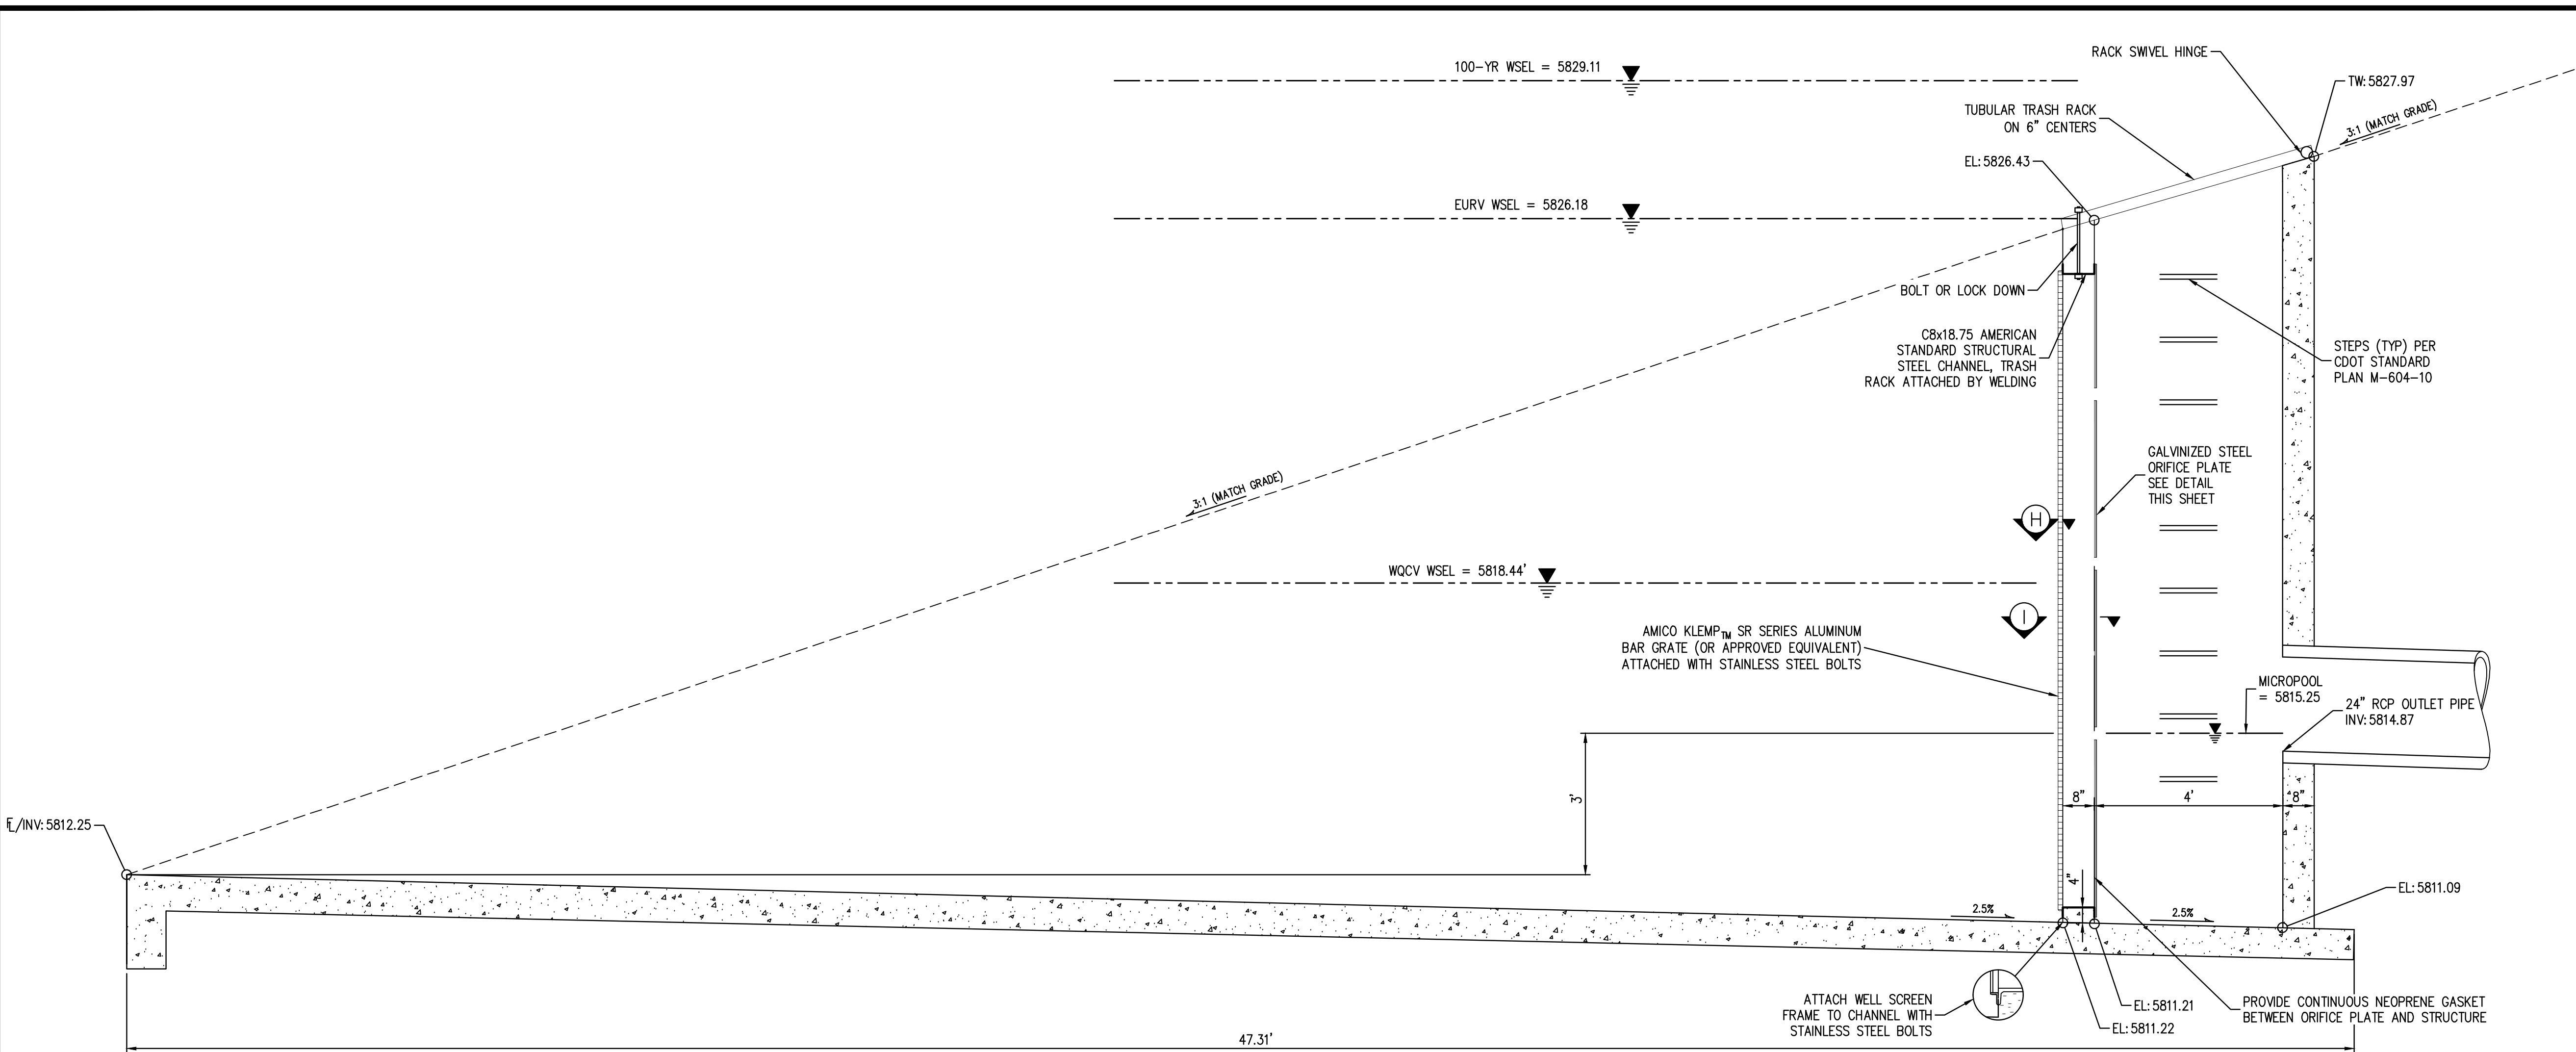 100-YR WSEL = 5829.11
RACK SWIVEL HINGE
TW: 5827.97
TUBULAR TRASH RACK
ON 6" CENTERS
3:1 (MATCH GRADE)
EL: 5826.43
EURV WSEL = 5826.18
BOLT OR LOCK DOWN
C8x18.75 AMERICAN
STANDARD STRUCTURAL
STEEL CHANNEL, TRASH
RACK ATTACHED BY WELDING
STEPS (TYP) PER
CDOT STANDARD
PLAN M-604-10
GALVINIZED STEEL
ORIFICE PLATE
SEE DETAIL
THIS SHEET
3:1 (MATCH GRADE)
H
WQCV WSEL = 5818.44'
I
AMICO KLEMP TM SR SERIES ALUMINUM
BAR GRATE (OR APPROVED EQUIVALENT)
ATTACHED WITH STAINLESS STEEL BOLTS
MICROPOOL
= 5815.25
24" RCP OUTLET PIPE
INV: 5814.87
3'
8"
4'
8"
FL/INV: 5812.25
4"
EL: 5811.09
2.5%
2.5%
ATTACH WELL SCREEN
FRAME TO CHANNEL WITH
STAINLESS STEEL BOLTS
EL: 5811.21
EL: 5811.22
PROVIDE CONTINUOUS NEOPRENE GASKET
BETWEEN ORIFICE PLATE AND STRUCTURE
47.31'